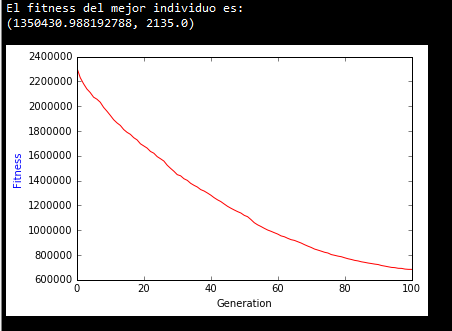 El fitness del mejor individuo es:
(1350430.988192788, 2135.0)
2400000
2200000
2000000
1800000
1600000
1400000
1200000
1000000
800000
600000
Fitness
0 20 40 60 80 100
Generation